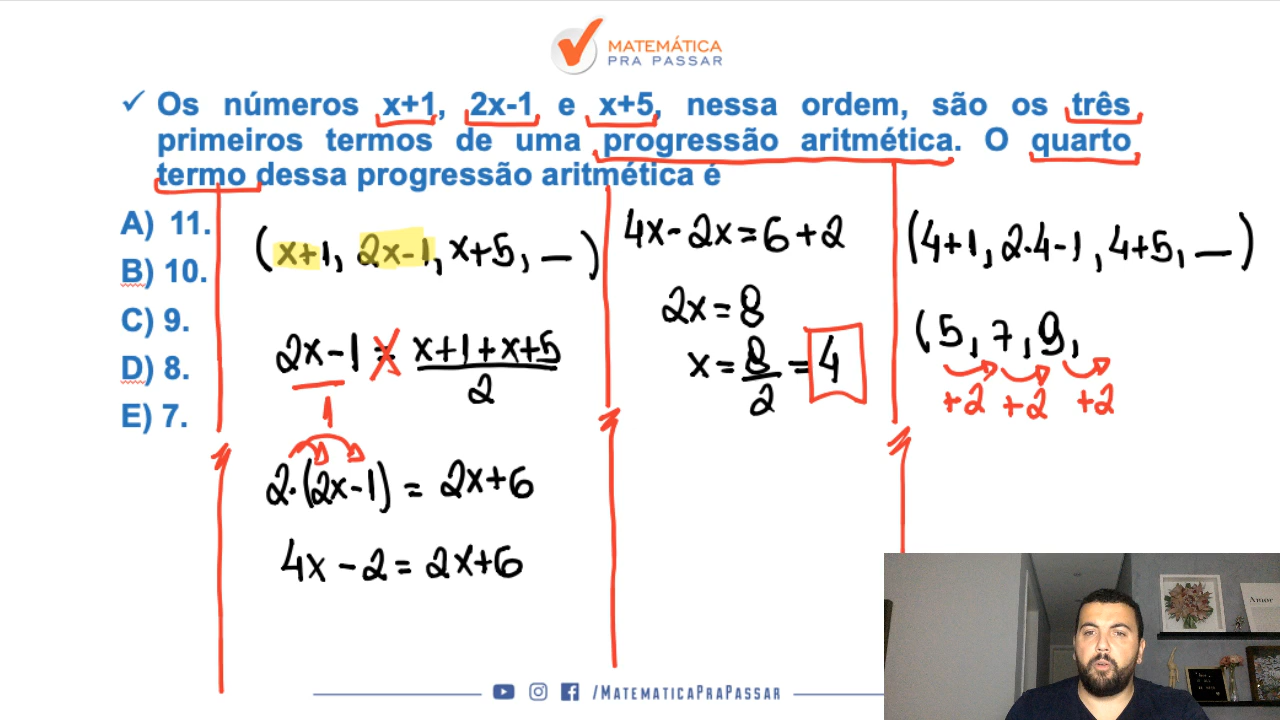 MATEMÁTICA
PRA PASSAR
✓ Os números x+1, 2x-1 e x+5, nessa ordem, são os três
primeiros termos de uma progressão aritmética. O quarto
termo dessa progressão aritmética é
A) 11.
B) 10.
C) 9.
D) 8.
E) 7.
(x+1, 2x-1, x+5, _)
2x-1 = x+1+x+5
2
1
2·(2x-1) = 2x+6
4x-2 = 2x+6
4x-2x=6+2
2x=8
x=8/2=4
(4+1, 2·4-1, 4+5, _)
(5, 7, 9,
+2 +2 +2
/MATEMATICAPRAPASSAR
Amor